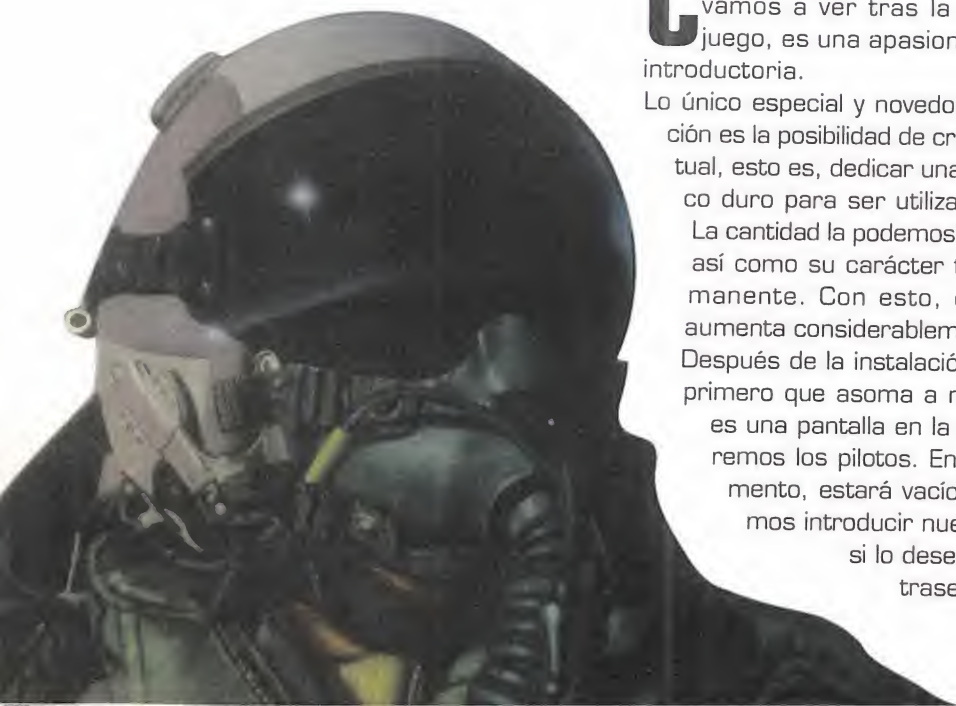 C vamos a ver tras la
juego, es una apasion
introductoria.
Lo único especial y novedo
ción es la posibilidad de cr
tual, esto es, dedicar una
co duro para ser utiliza
La cantidad la podemos
así como su carácter
manente. Con esto,
aumenta considerablem
Después de la instalació
primero que asoma a
es una pantalla en la
remos los pilotos. En
mento, estará vacío
mos introducir nue
si lo dese
trase